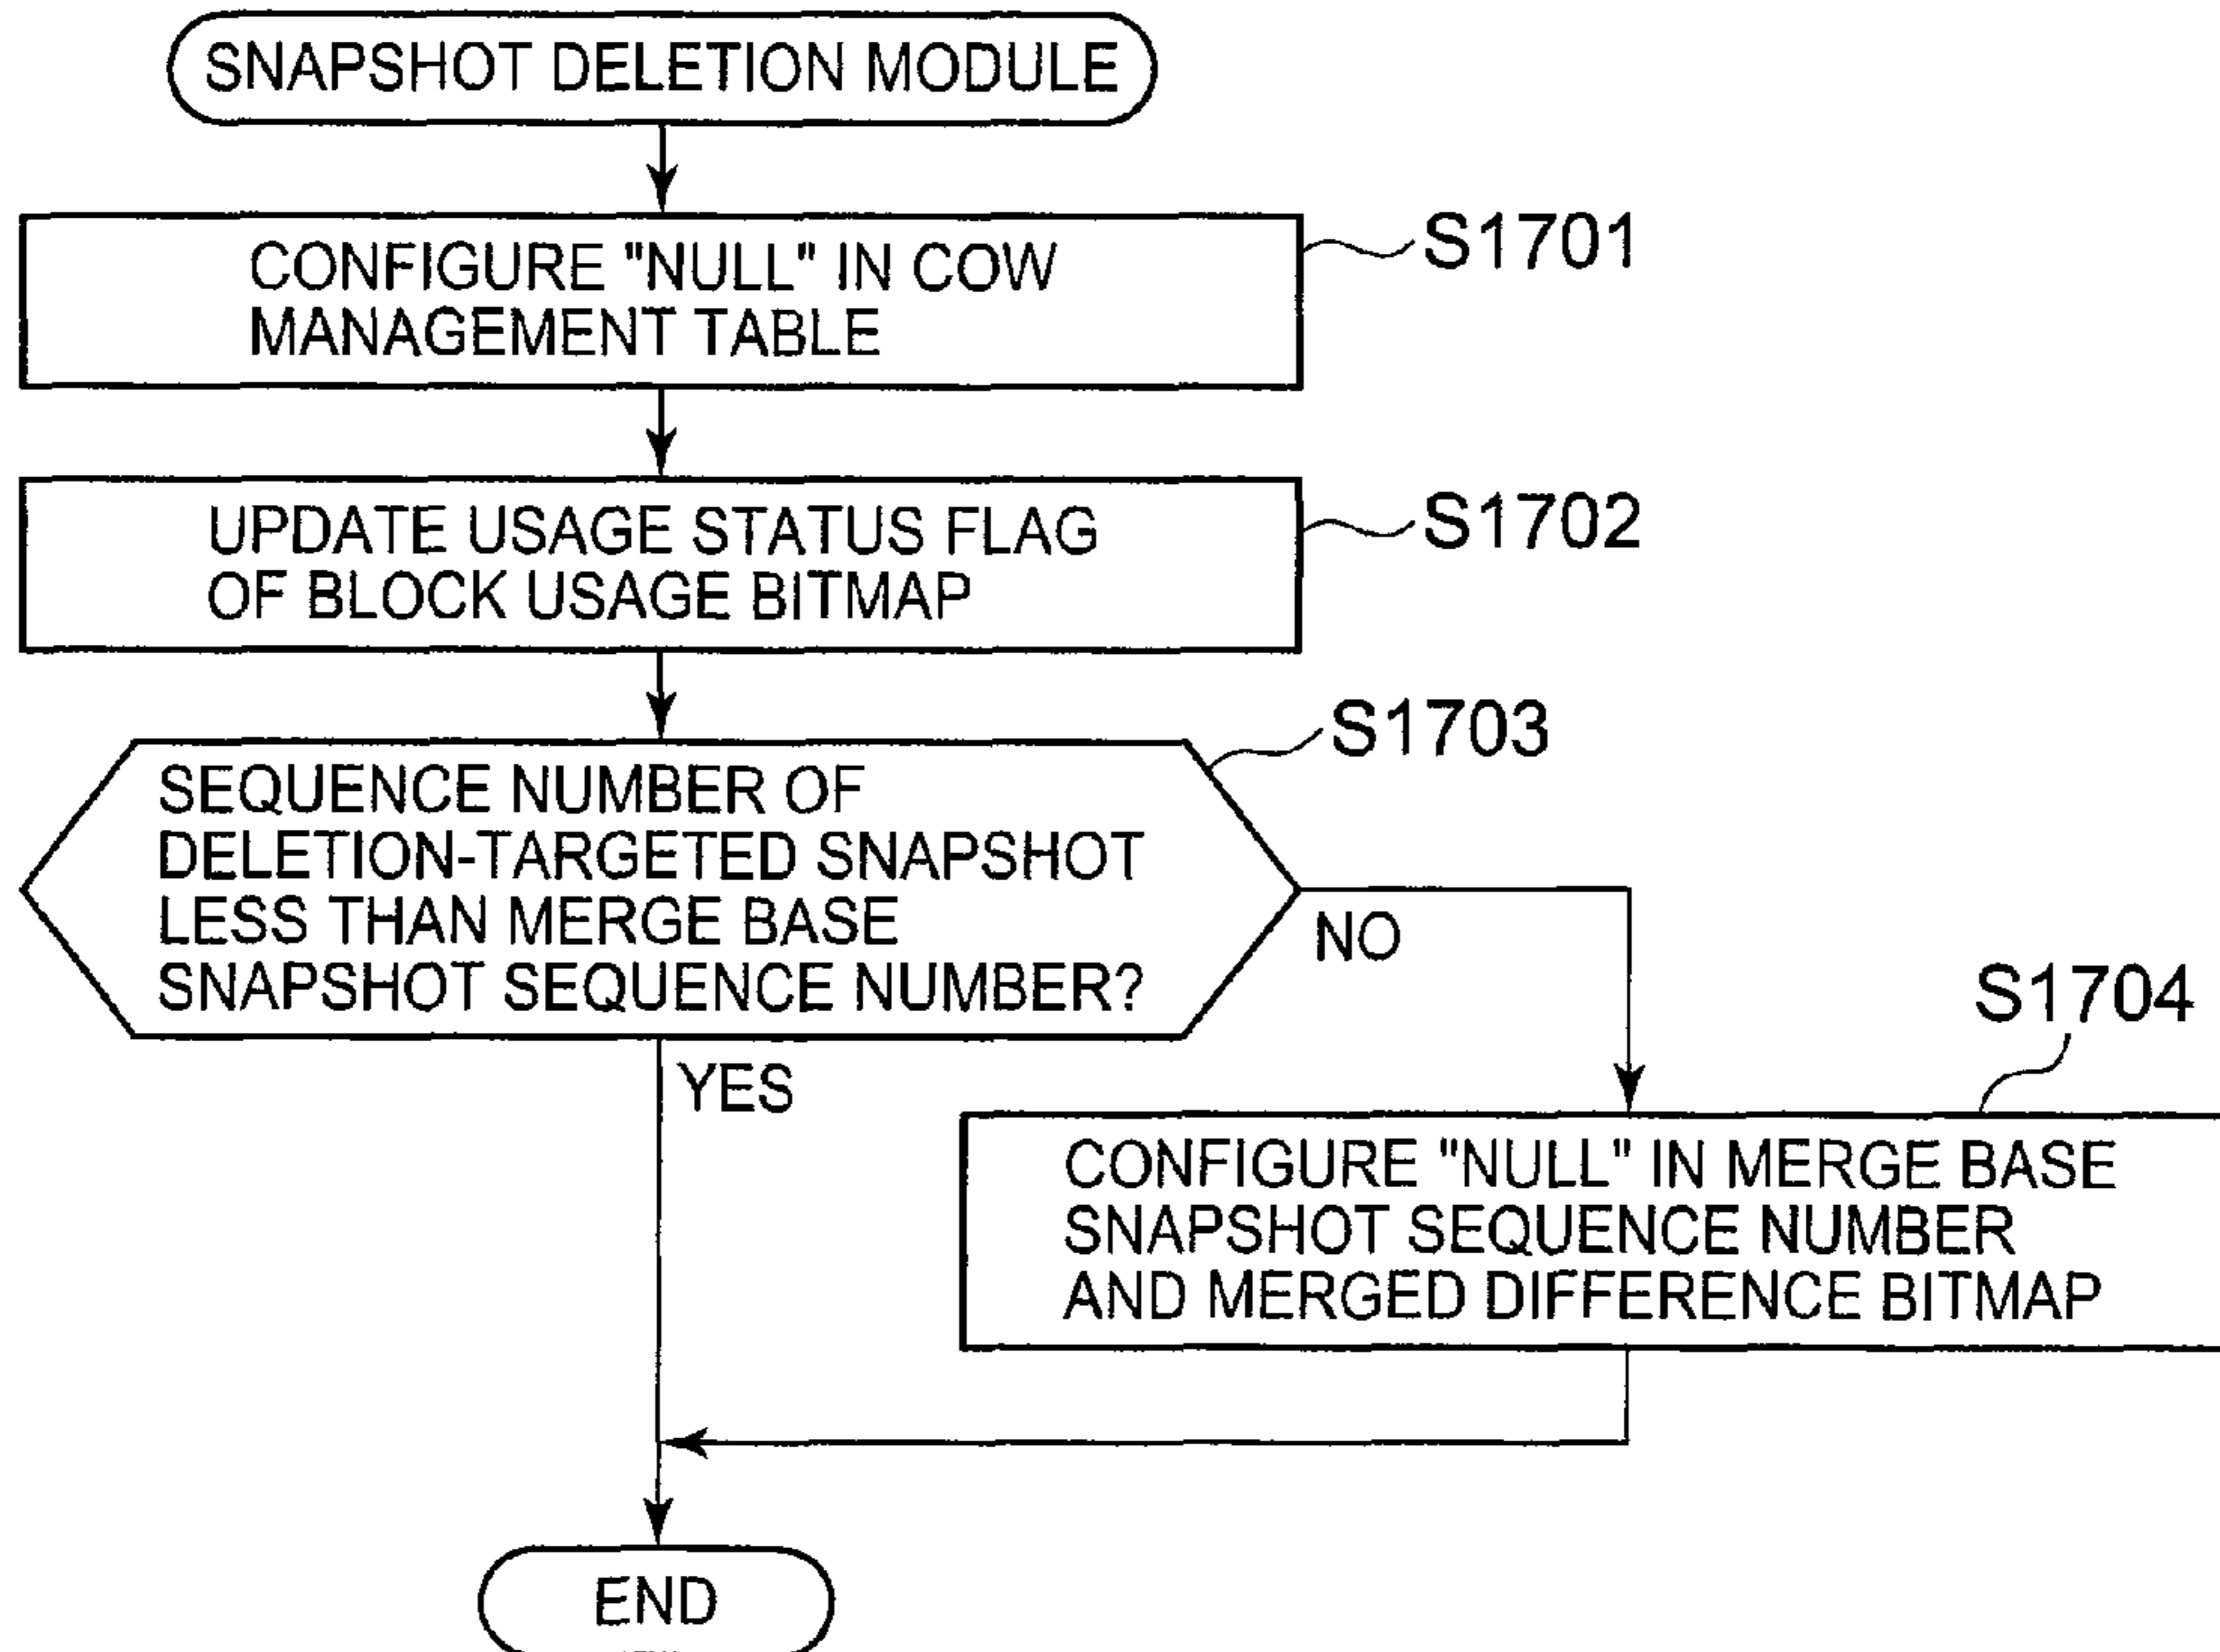 SNAPSHOT DELETION MODULE
CONFIGURE "NULL" IN COW
MANAGEMENT TABLE
S1701
UPDATE USAGE STATUS FLAG
OF BLOCK USAGE BITMAP
S1702
S1703
SEQUENCE NUMBER OF
DELETION-TARGETED SNAPSHOT
LESS THAN MERGE BASE
SNAPSHOT SEQUENCE NUMBER?
NO
YES
S1704
CONFIGURE "NULL" IN MERGE BASE
SNAPSHOT SEQUENCE NUMBER
AND MERGED DIFFERENCE BITMAP
END